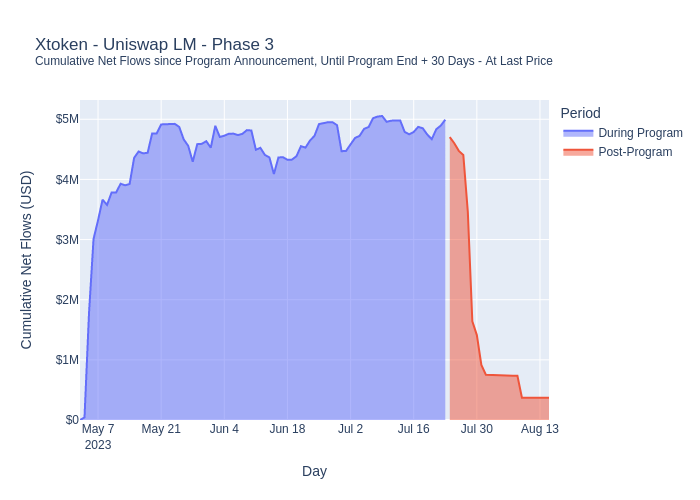 Xtoken - Uniswap LM - Phase 3
Cumulative Net Flows since Program Announcement, Until Program End + 30 Days - At Last Price
Period
During Program
Post-Program
Cumulative Net Flows (USD)
$5M
$4M
$3M
$2M
$1M
$0
May 7
2023
May 21
Jun 4
Jun 18
Jul 2
Jul 16
Jul 30
Aug 13
Day